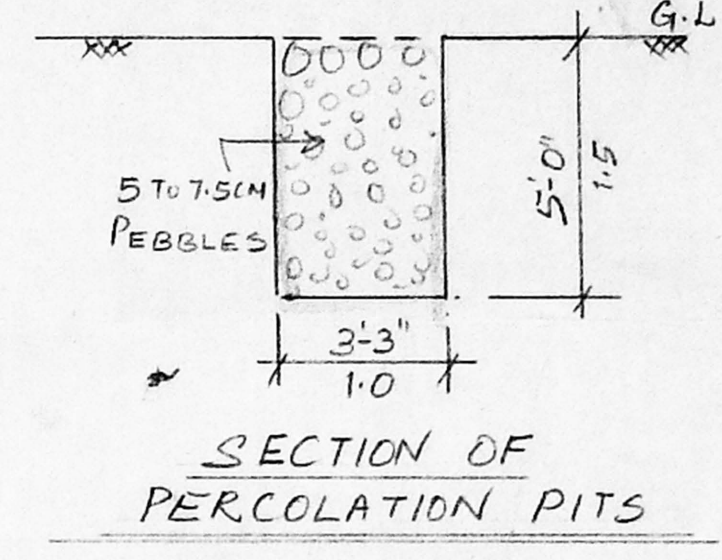 G.L
5 TO 7.5CM
PEBBLES
5'-0"
1.5
3'-3"
1.0
SECTION OF
PERCOLATION PITS